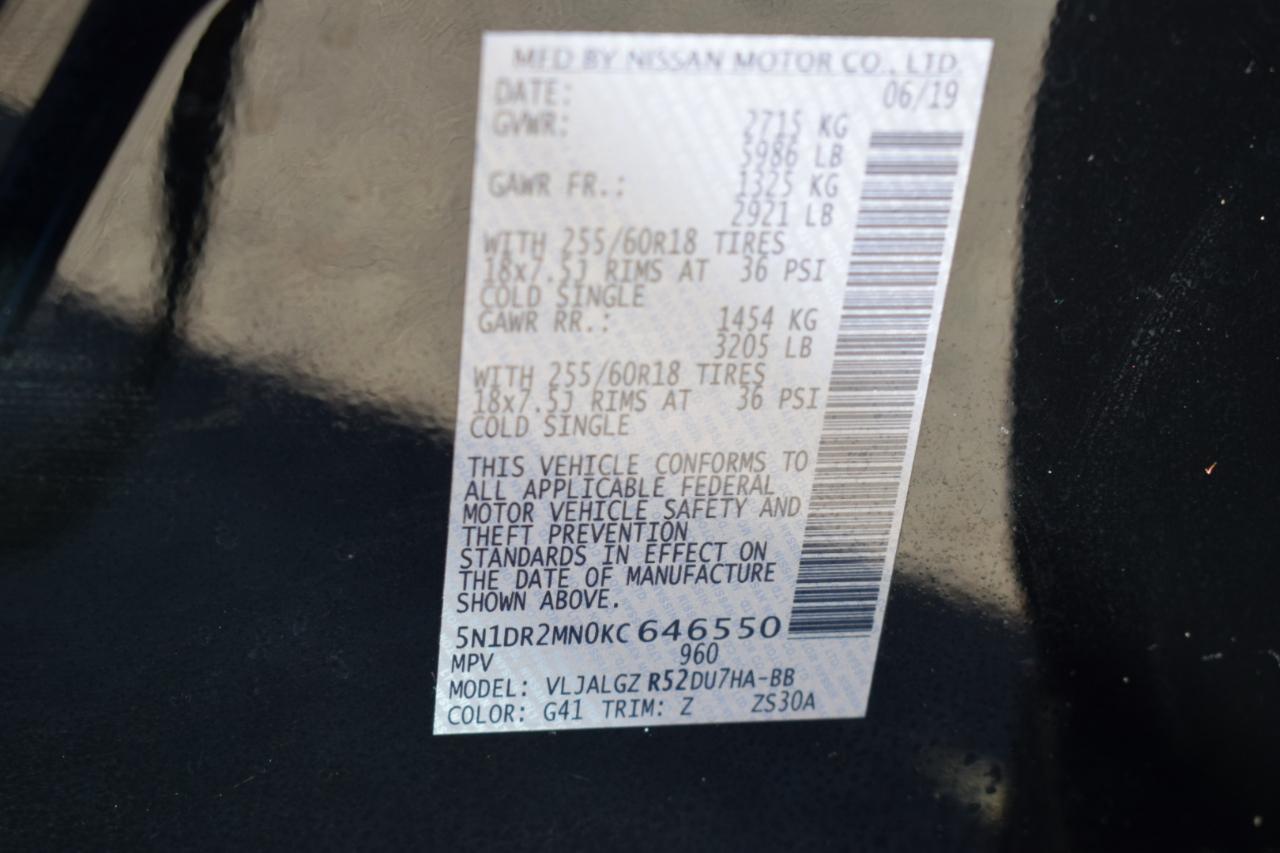 MFD BY NISSAN MOTOR CO., LTD.
DATE: 06/19
GVWR: 2715 KG
5986 LB
GAWR FR.: 1325 KG
2921 LB
WITH 255/60R18 TIRES
18x7.5J RIMS AT 36 PSI
COLD SINGLE
GAWR RR.: 1454 KG
3205 LB
WITH 255/60R18 TIRES
18x7.5J RIMS AT 36 PSI
COLD SINGLE
THIS VEHICLE CONFORMS TO
ALL APPLICABLE FEDERAL
MOTOR VEHICLE SAFETY AND
THEFT PREVENTION
STANDARDS IN EFFECT ON
THE DATE OF MANUFACTURE
SHOWN ABOVE.
5N1DR2MN0KC646550
MPV 960
MODEL: VLJALGZ R52DU7HA-BB
COLOR: G41 TRIM: Z ZS30A